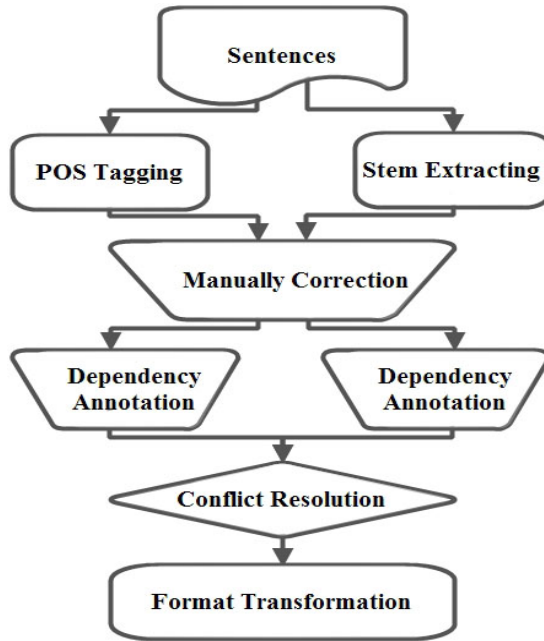 Sentences
POS Tagging
Stem Extracting
Manually Correction
Dependency
Annotation
Dependency
Annotation
Conflict Resolution
Format Transformation